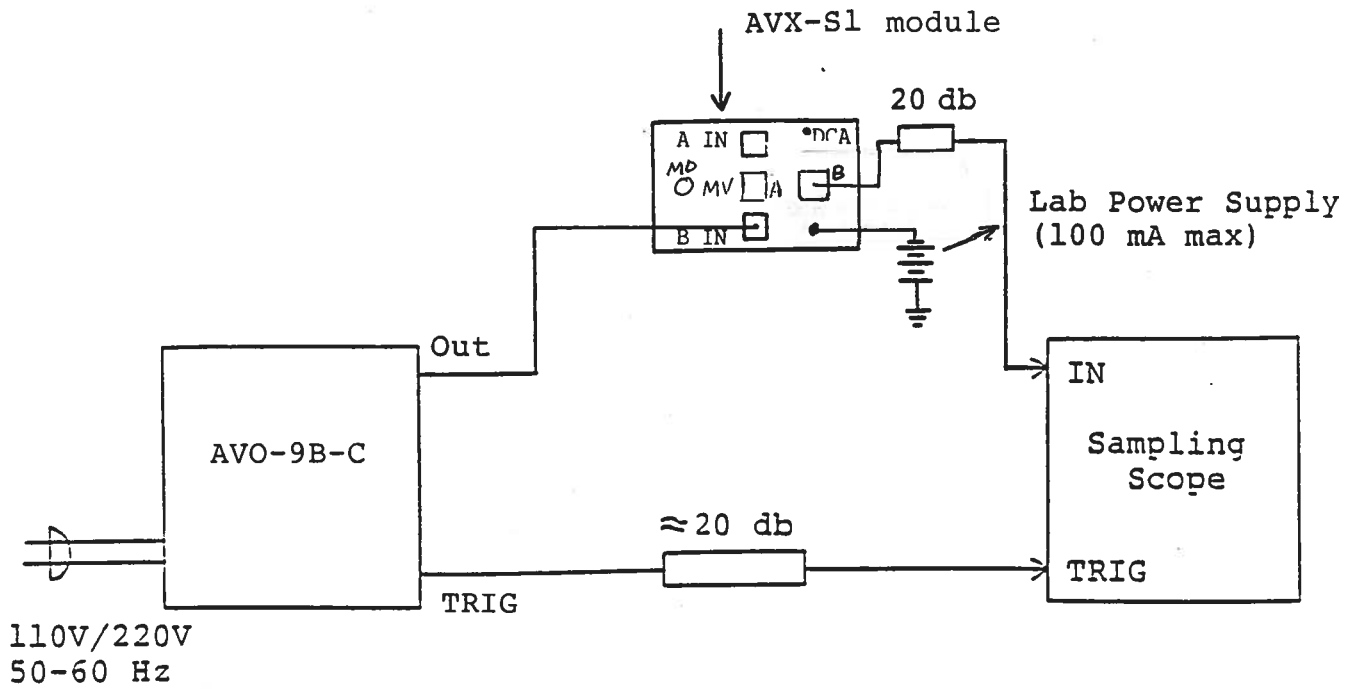 AVX-S1 module
20 db
A IN
DCA
MD
MV
A
B
B IN
Lab Power Supply
(100 mA max)
Out
IN
AVO-9B-C
Sampling
Scope
≈20 db
TRIG
TRIG
110V/220V
50-60 Hz